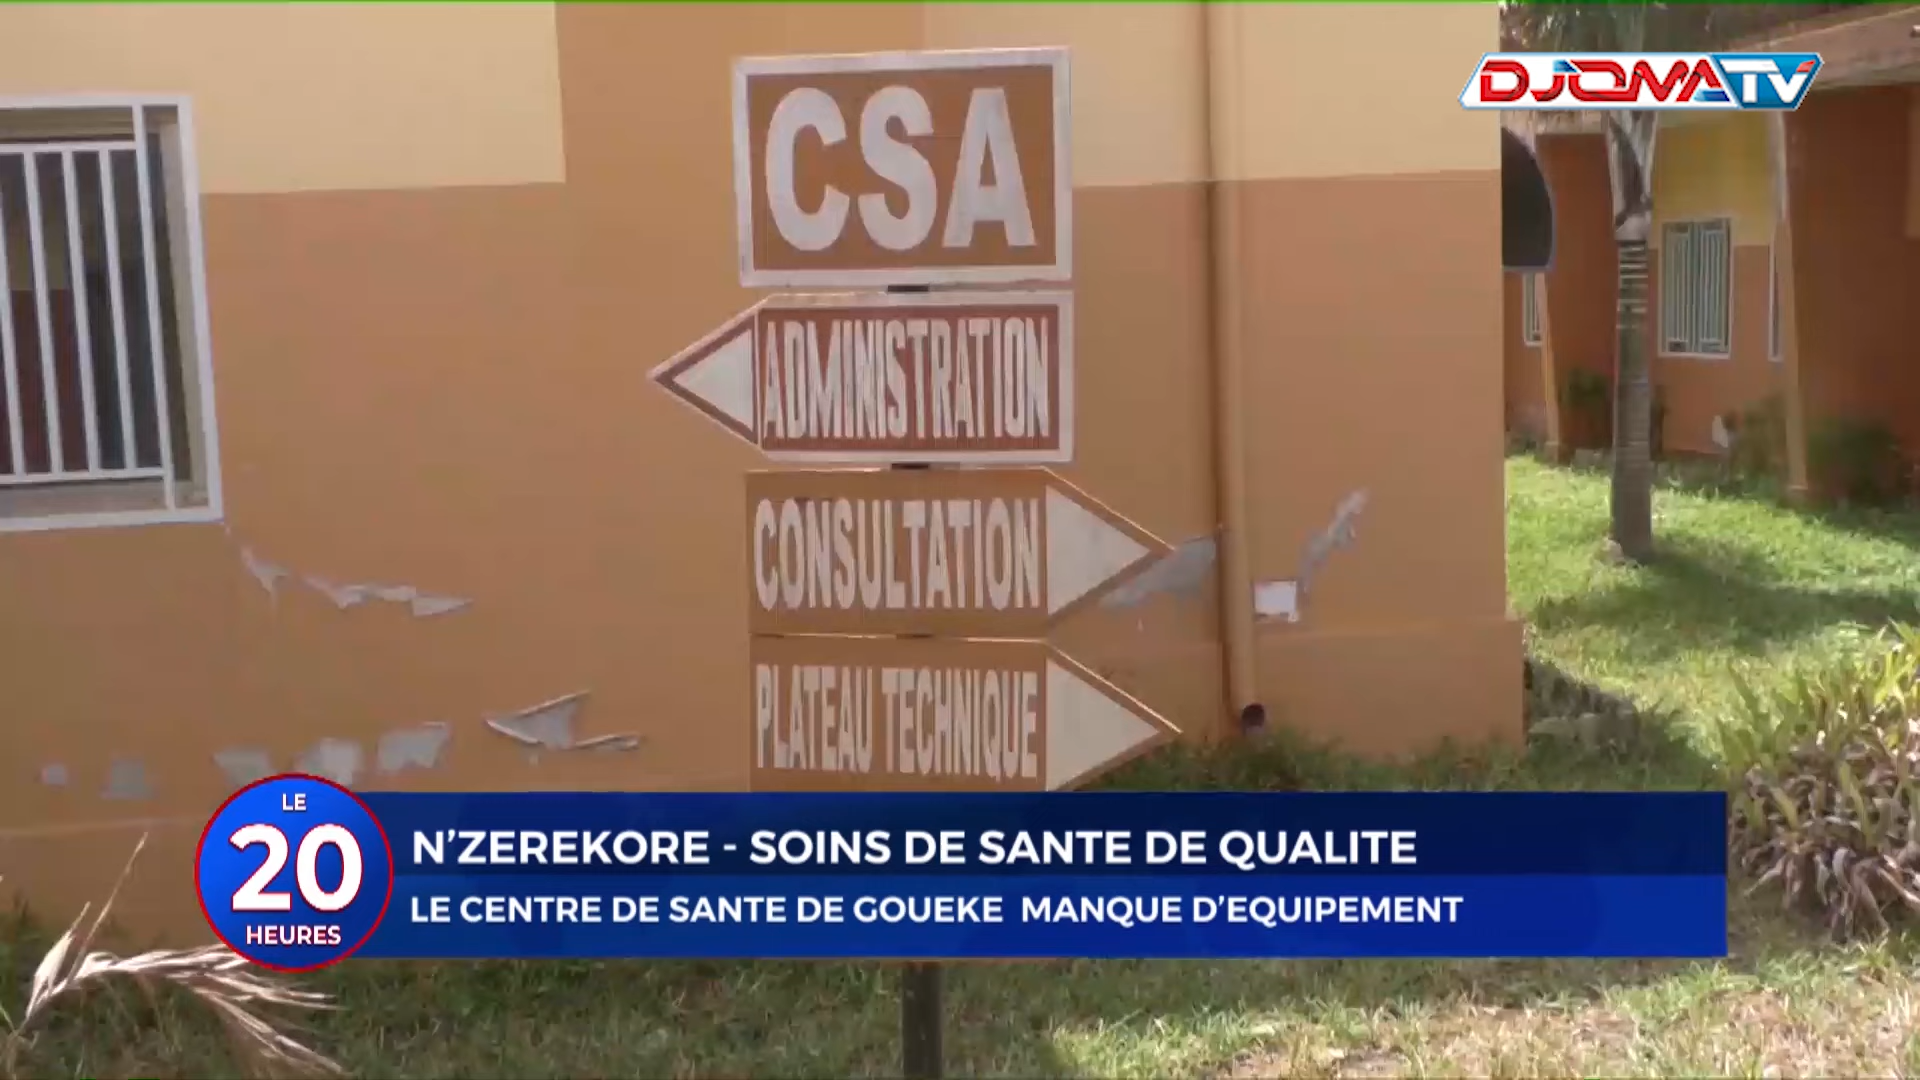 DJOMA TV
CSA
ADMINISTRATION
CONSULTATION
PLATEAU TECHNIQUE
LE
20
HEURES
N'ZEREKORE - SOINS DE SANTE DE QUALITE
LE CENTRE DE SANTE DE GOUEKE MANQUE D'EQUIPEMENT